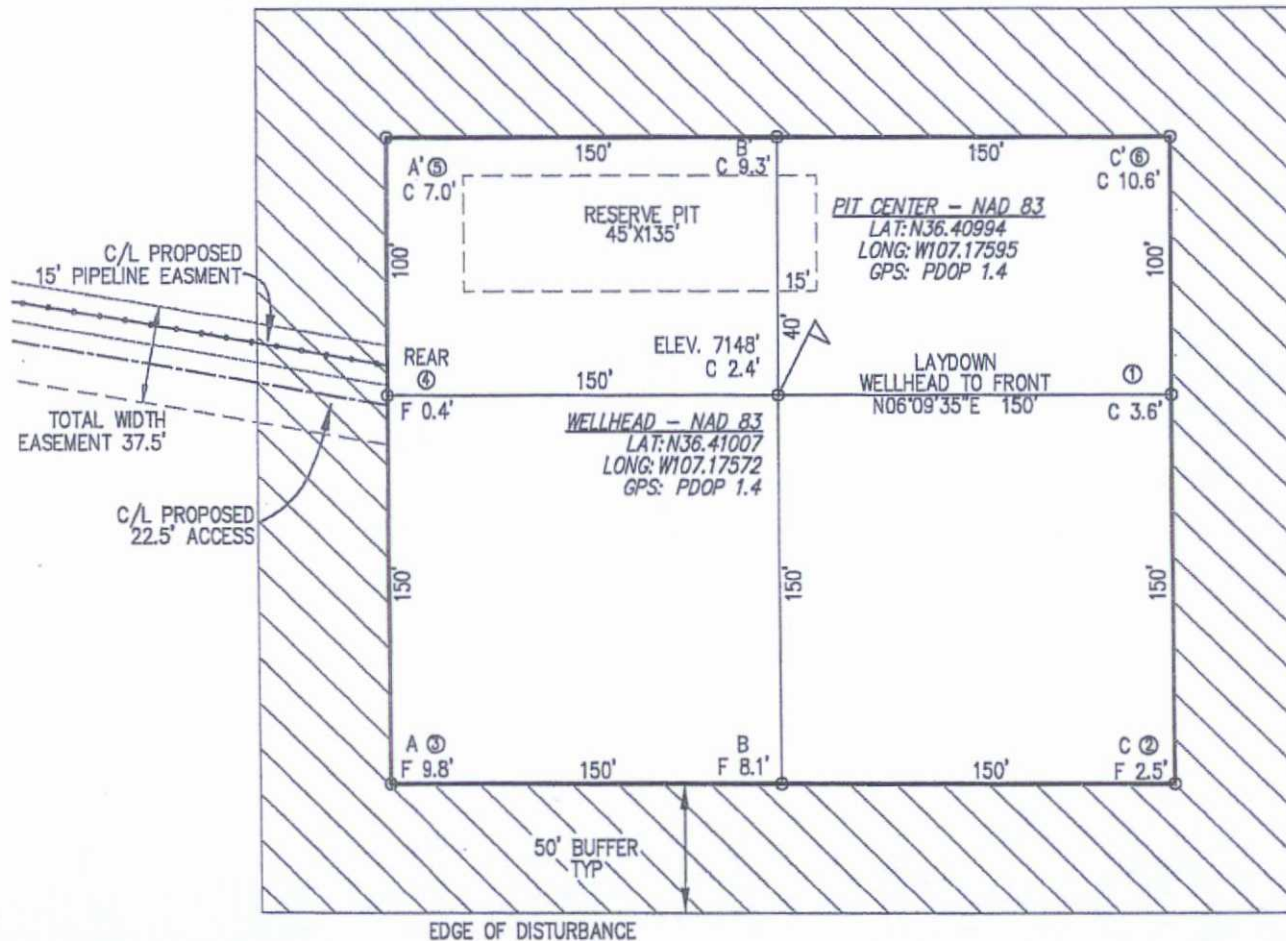 150'
150'
A' ⑤
C 7.0'
B'
C 9.3'
C' ⑥
C 10.6'
RESERVE PIT
45'X135'
PIT CENTER - NAD 83
LAT: N36.40994
LONG: W107.17595
GPS: PDOP 1.4
C/L PROPOSED
15' PIPELINE EASMENT
100'
100'
15'
40'
ELEV. 7148'
C 2.4'
REAR
④
F 0.4'
150'
LAYDOWN
WELLHEAD TO FRONT
N06°09'35"E 150'
①
C 3.6'
TOTAL WIDTH
EASEMENT 37.5'
WELLHEAD - NAD 83
LAT: N36.41007
LONG: W107.17572
GPS: PDOP 1.4
C/L PROPOSED
22.5' ACCESS
150'
150'
150'
A ③
F 9.8'
150'
B
F 8.1'
150'
C ②
F 2.5'
50' BUFFER
TYP
EDGE OF DISTURBANCE